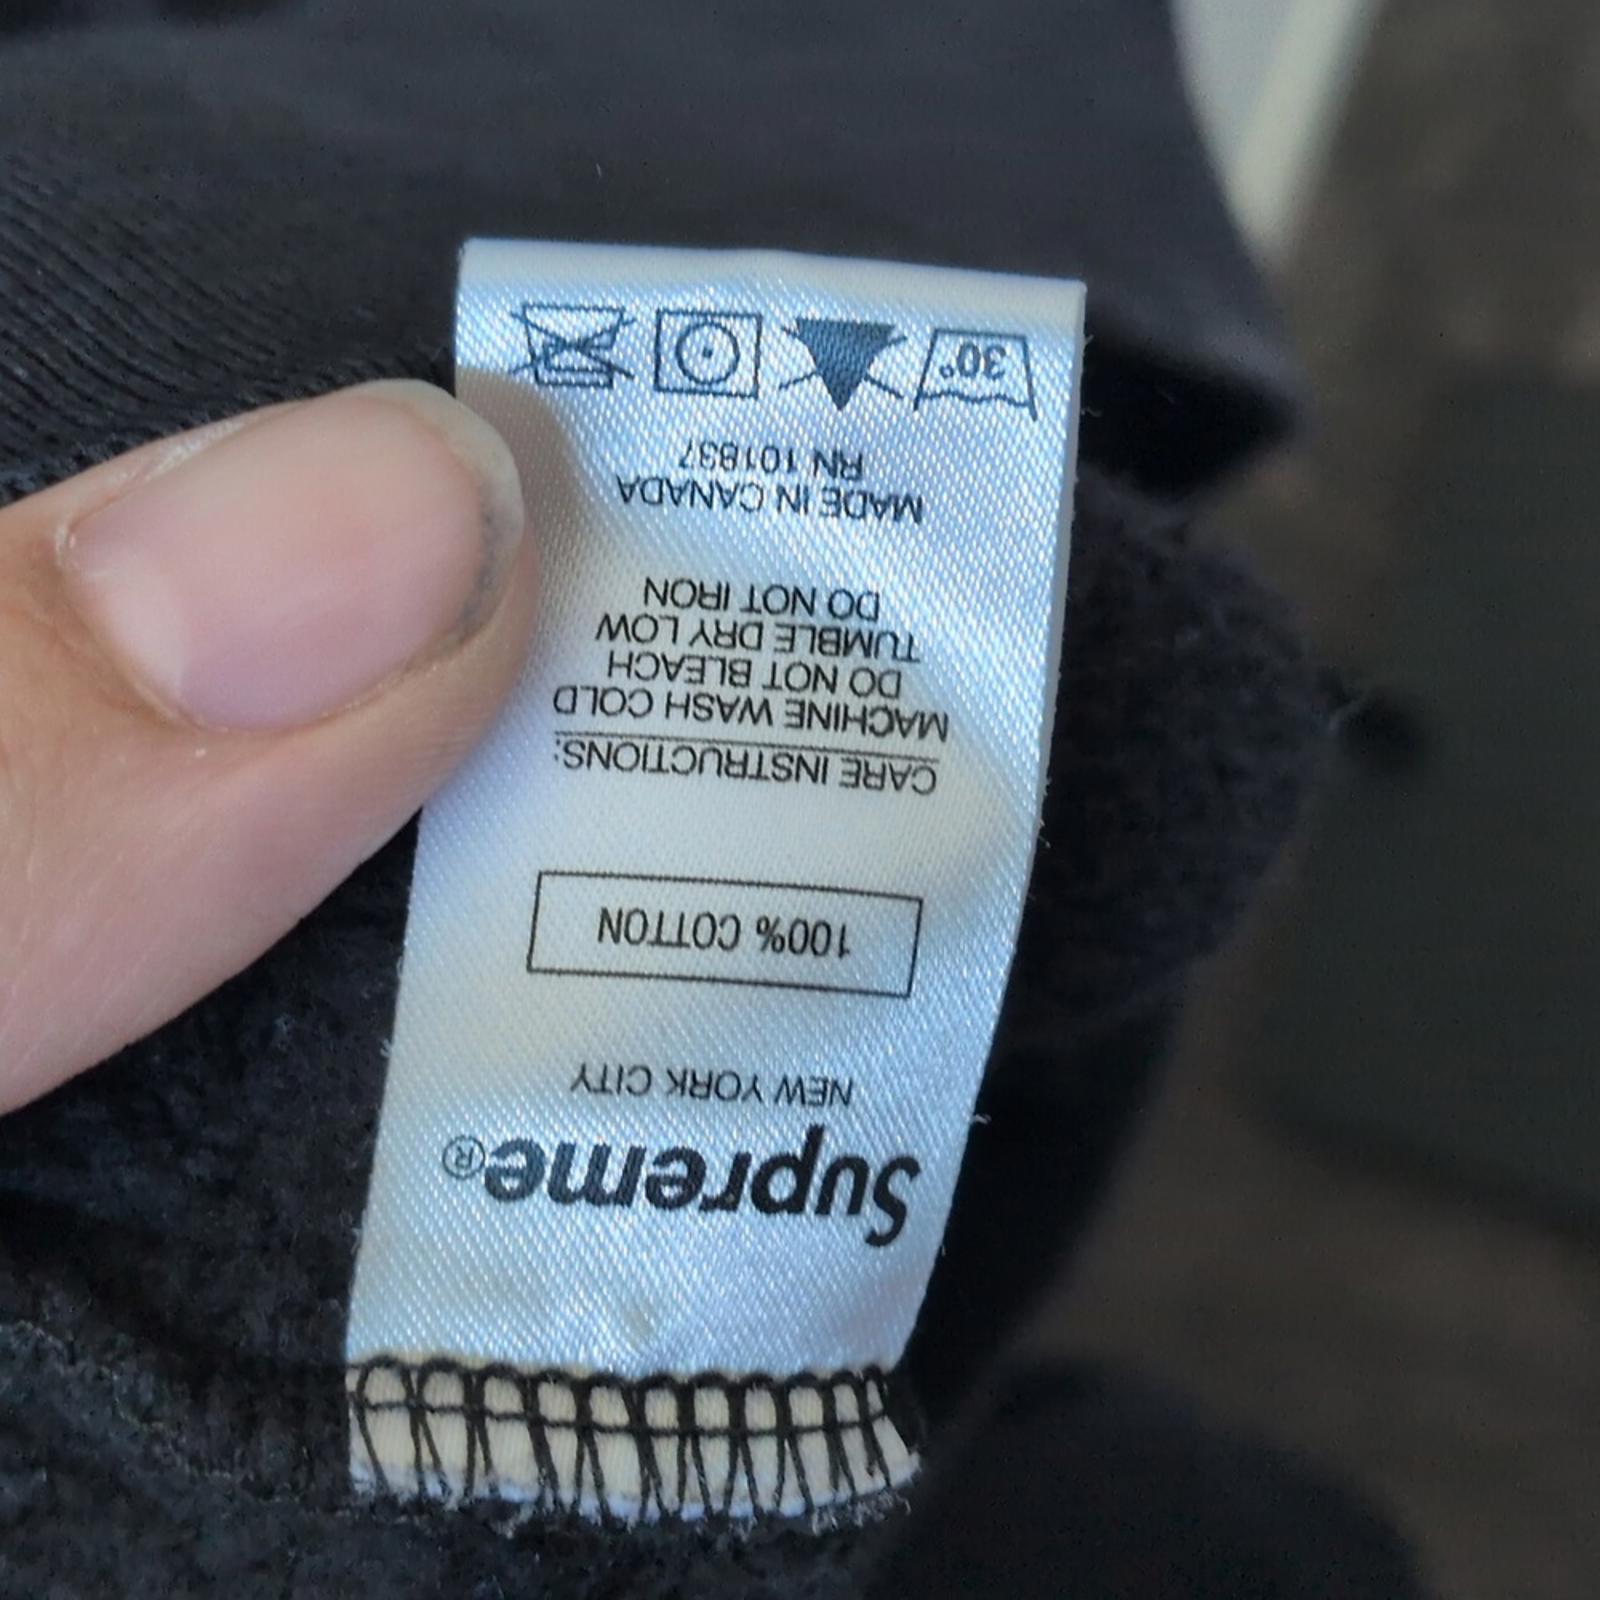 Supreme®
NEW YORK CITY
100% COTTON
CARE INSTRUCTIONS:
MACHINE WASH COLD
DO NOT BLEACH
TUMBLE DRY LOW
DO NOT IRON
MADE IN CANADA
RN 101837
30°